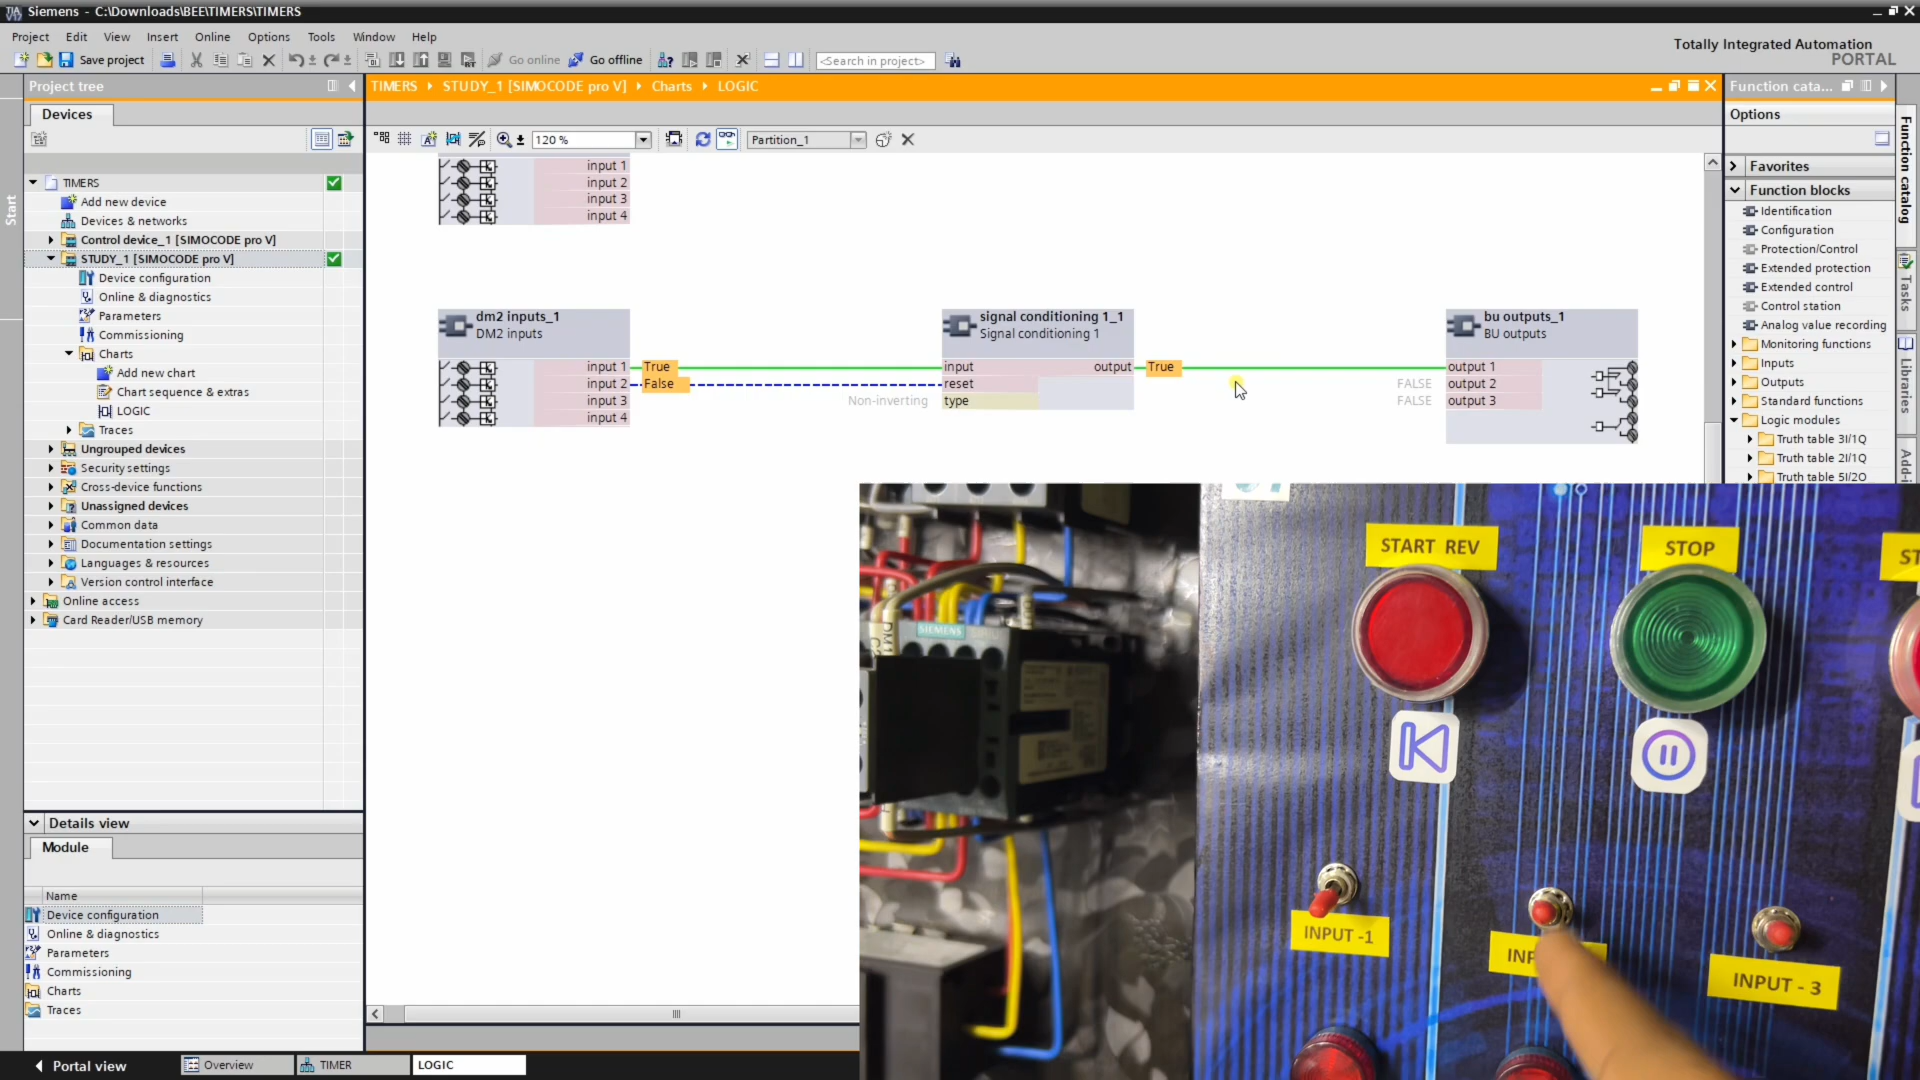 Siemens - C:\Downloads\BEE\TIMERS\TIMERS
Project Edit View Insert Online Options Tools Window Help
Totally Integrated Automation
PORTAL
Save project
Go online
Go offline
<Search in project>
Project tree
TIMERS STUDY_1 [SIMOCODE pro V] Charts LOGIC
Function cata...
Devices
Options
120 %
Partition_1
Start
TIMERS
Add new device
Devices & networks
Control device_1 [SIMOCODE pro V]
STUDY_1 [SIMOCODE pro V]
Device configuration
Online & diagnostics
Parameters
Commissioning
Charts
Add new chart
Chart sequence & extras
LOGIC
Traces
Ungrouped devices
Security settings
Cross-device functions
Unassigned devices
Common data
Documentation settings
Languages & resources
Version control interface
Online access
Card Reader/USB memory
Details view
Module
Name
Device configuration
Online & diagnostics
Parameters
Commissioning
Charts
Traces
input 1
input 2
input 3
input 4
dm2 inputs_1
DM2 inputs
input 1
input 2
input 3
input 4
True
False
Non-inverting
signal conditioning 1_1
Signal conditioning 1
input
output
reset
type
True
FALSE
FALSE
bu outputs_1
BU outputs
output 1
output 2
output 3
Favorites
Function blocks
Identification
Configuration
Protection/Control
Extended protection
Extended control
Control station
Analog value recording
Monitoring functions
Inputs
Outputs
Standard functions
Logic modules
Truth table 3I/1Q
Truth table 2I/1Q
Truth table 5I/2O
Function catalog
Tasks
Libraries
Add-i
START REV
STOP
ST
SIEMENS
INPUT -1
INP
INPUT - 3
Portal view
Overview
TIMER
LOGIC